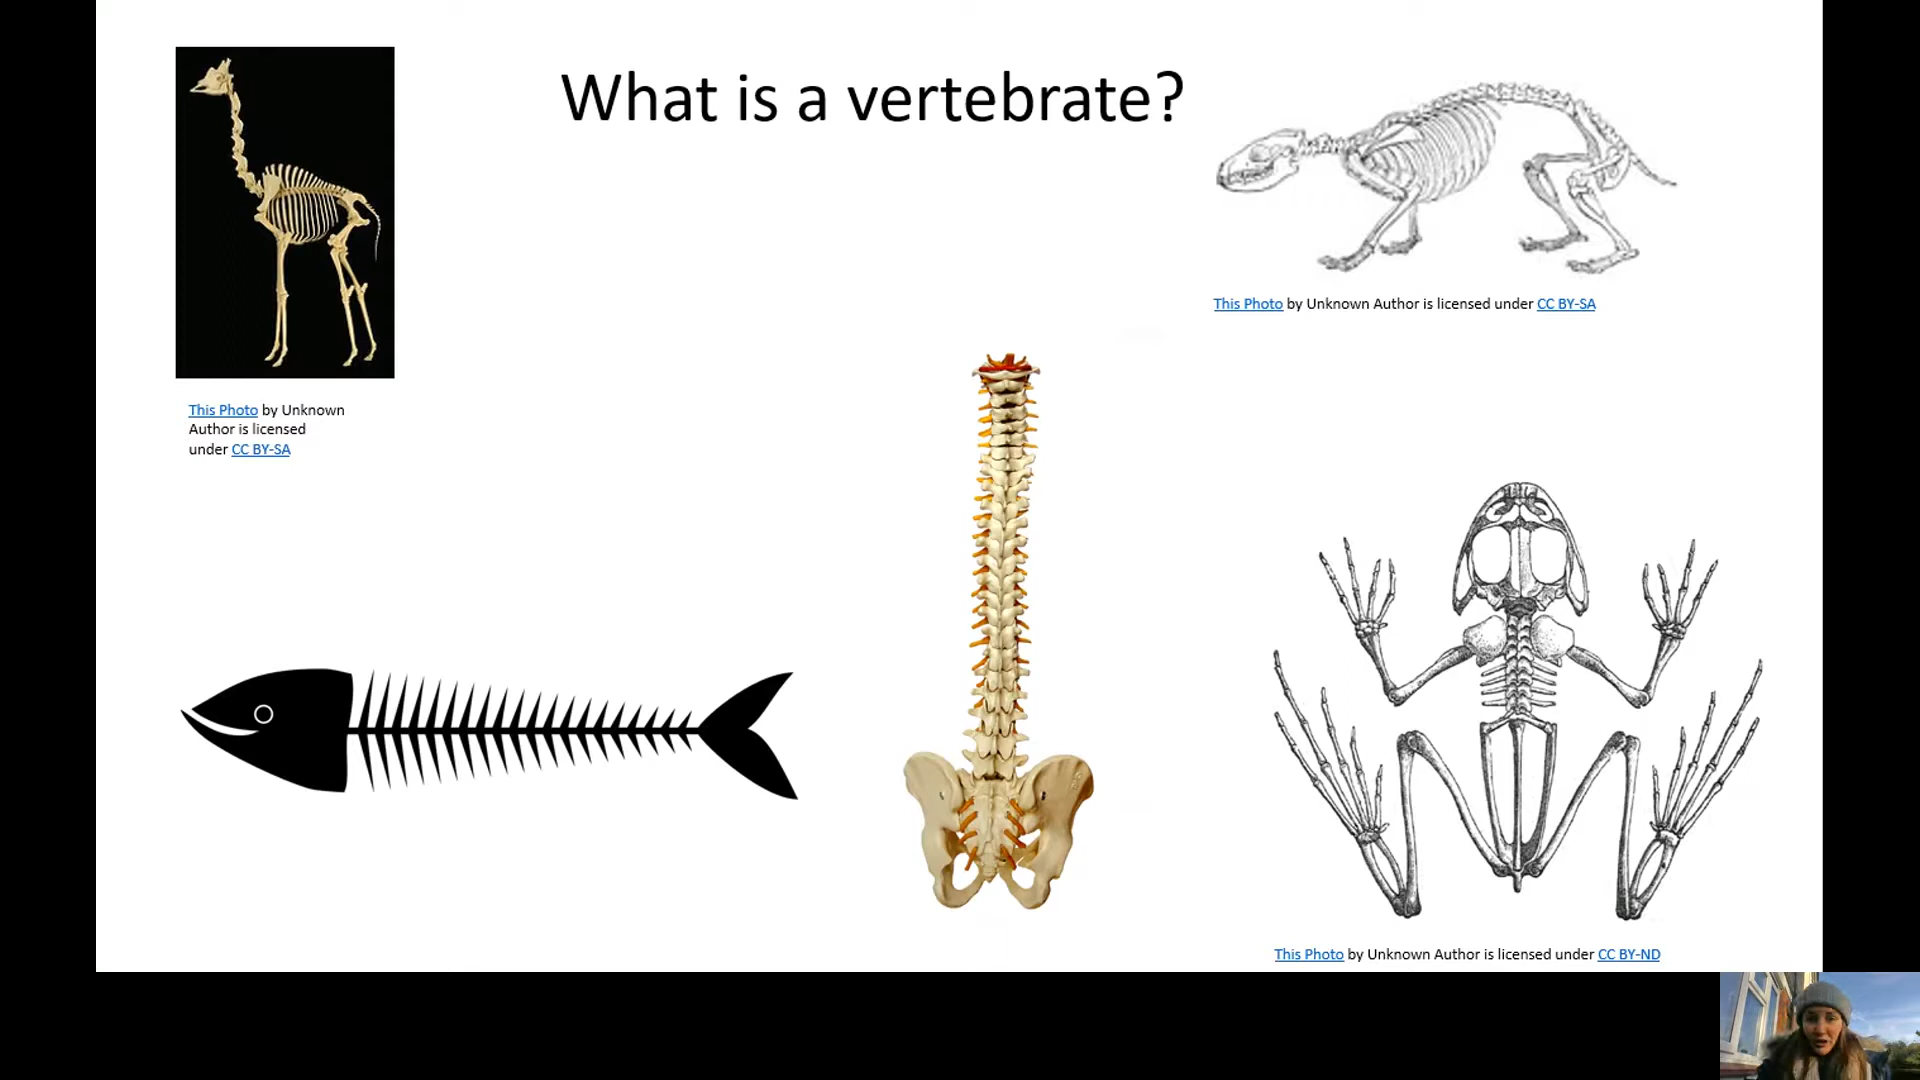 What is a vertebrate?
This Photo by Unknown Author is licensed under CC BY-SA
This Photo by Unknown
Author is licensed
under CC BY-SA
This Photo by Unknown Author is licensed under CC BY-ND